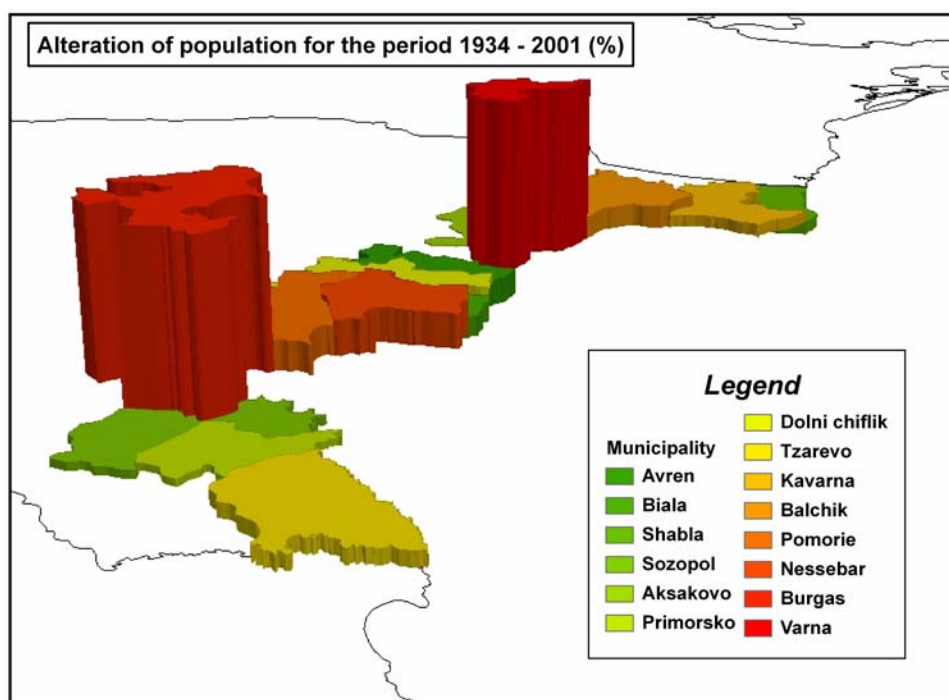 Alteration of population for the period 1934 - 2001 (%)
Legend
Municipality
Avren
Biala
Shabla
Sozopol
Aksakovo
Primorsko
Dolni chiflik
Tzarevo
Kavarna
Balchik
Pomorie
Nessebar
Burgas
Varna